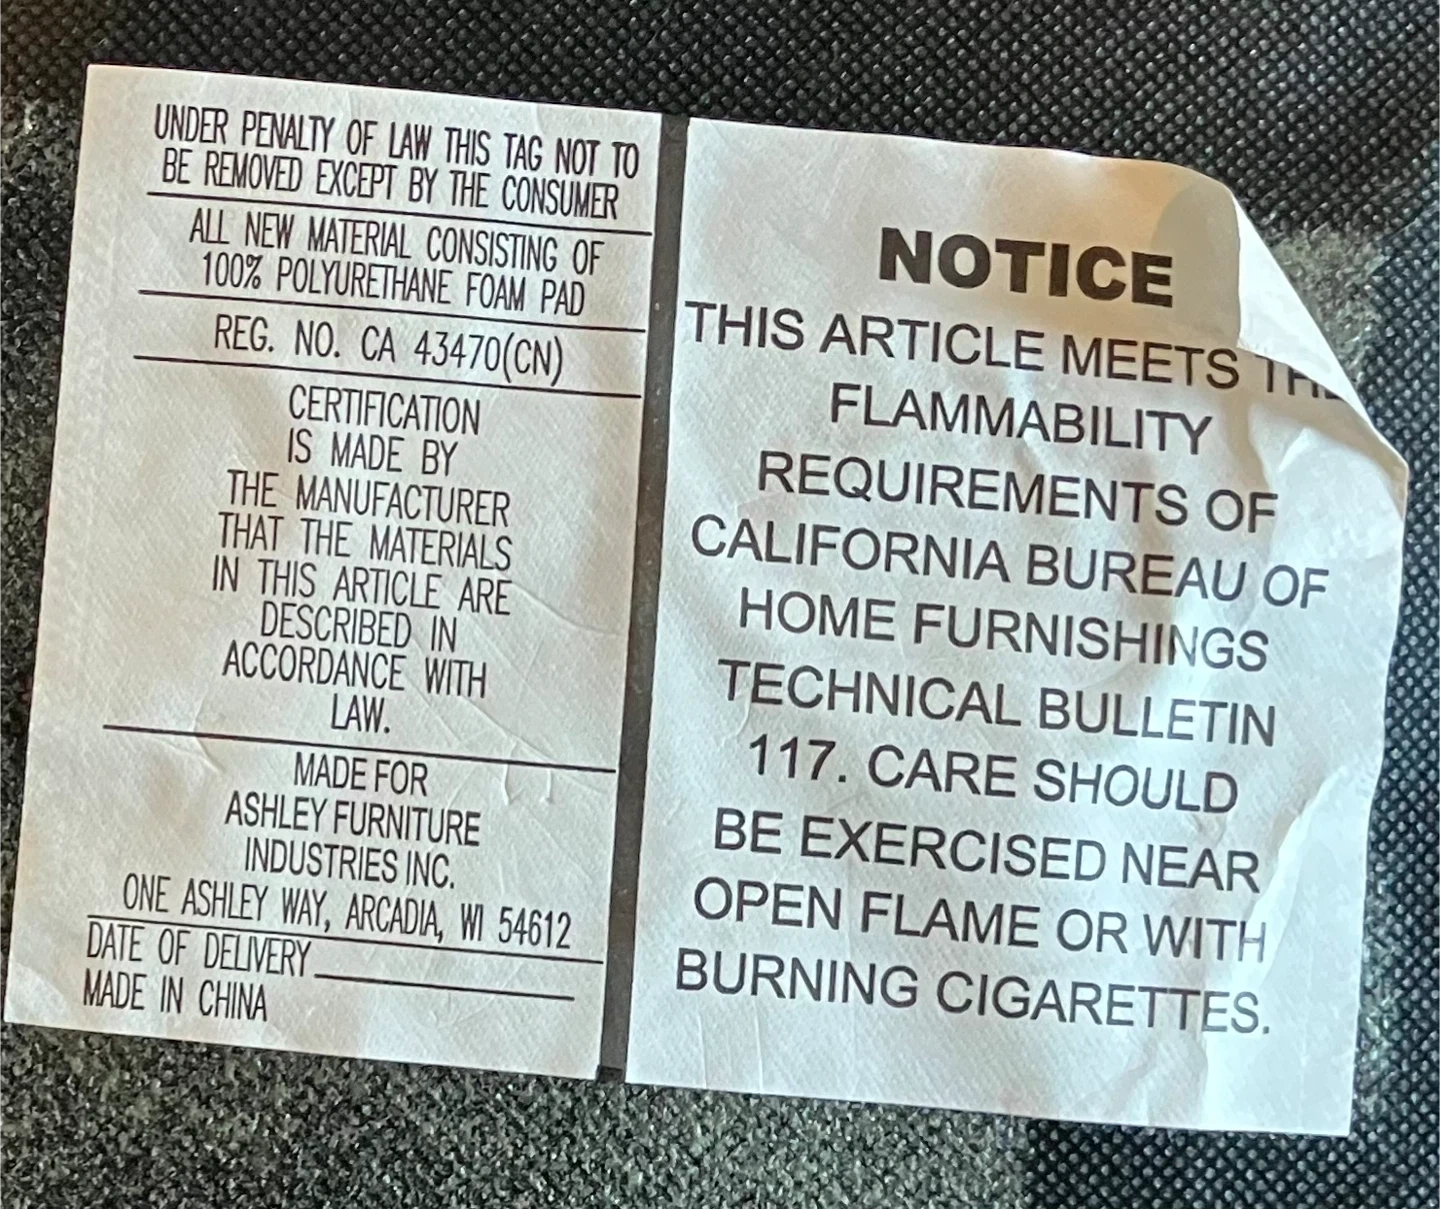 UNDER PENALTY OF LAW THIS TAG NOT TO
BE REMOVED EXCEPT BY THE CONSUMER
ALL NEW MATERIAL CONSISTING OF
100% POLYURETHANE FOAM PAD
REG. NO. CA 43470(CN)
CERTIFICATION
IS MADE BY
THE MANUFACTURER
THAT THE MATERIALS
IN THIS ARTICLE ARE
DESCRIBED IN
ACCORDANCE WITH
LAW.
MADE FOR
ASHLEY FURNITURE
INDUSTRIES INC.
ONE ASHLEY WAY, ARCADIA, WI 54612
DATE OF DELIVERY
MADE IN CHINA
NOTICE
THIS ARTICLE MEETS THE
FLAMMABILITY
REQUIREMENTS OF
CALIFORNIA BUREAU OF
HOME FURNISHINGS
TECHNICAL BULLETIN
117. CARE SHOULD
BE EXERCISED NEAR
OPEN FLAME OR WITH
BURNING CIGARETTES.